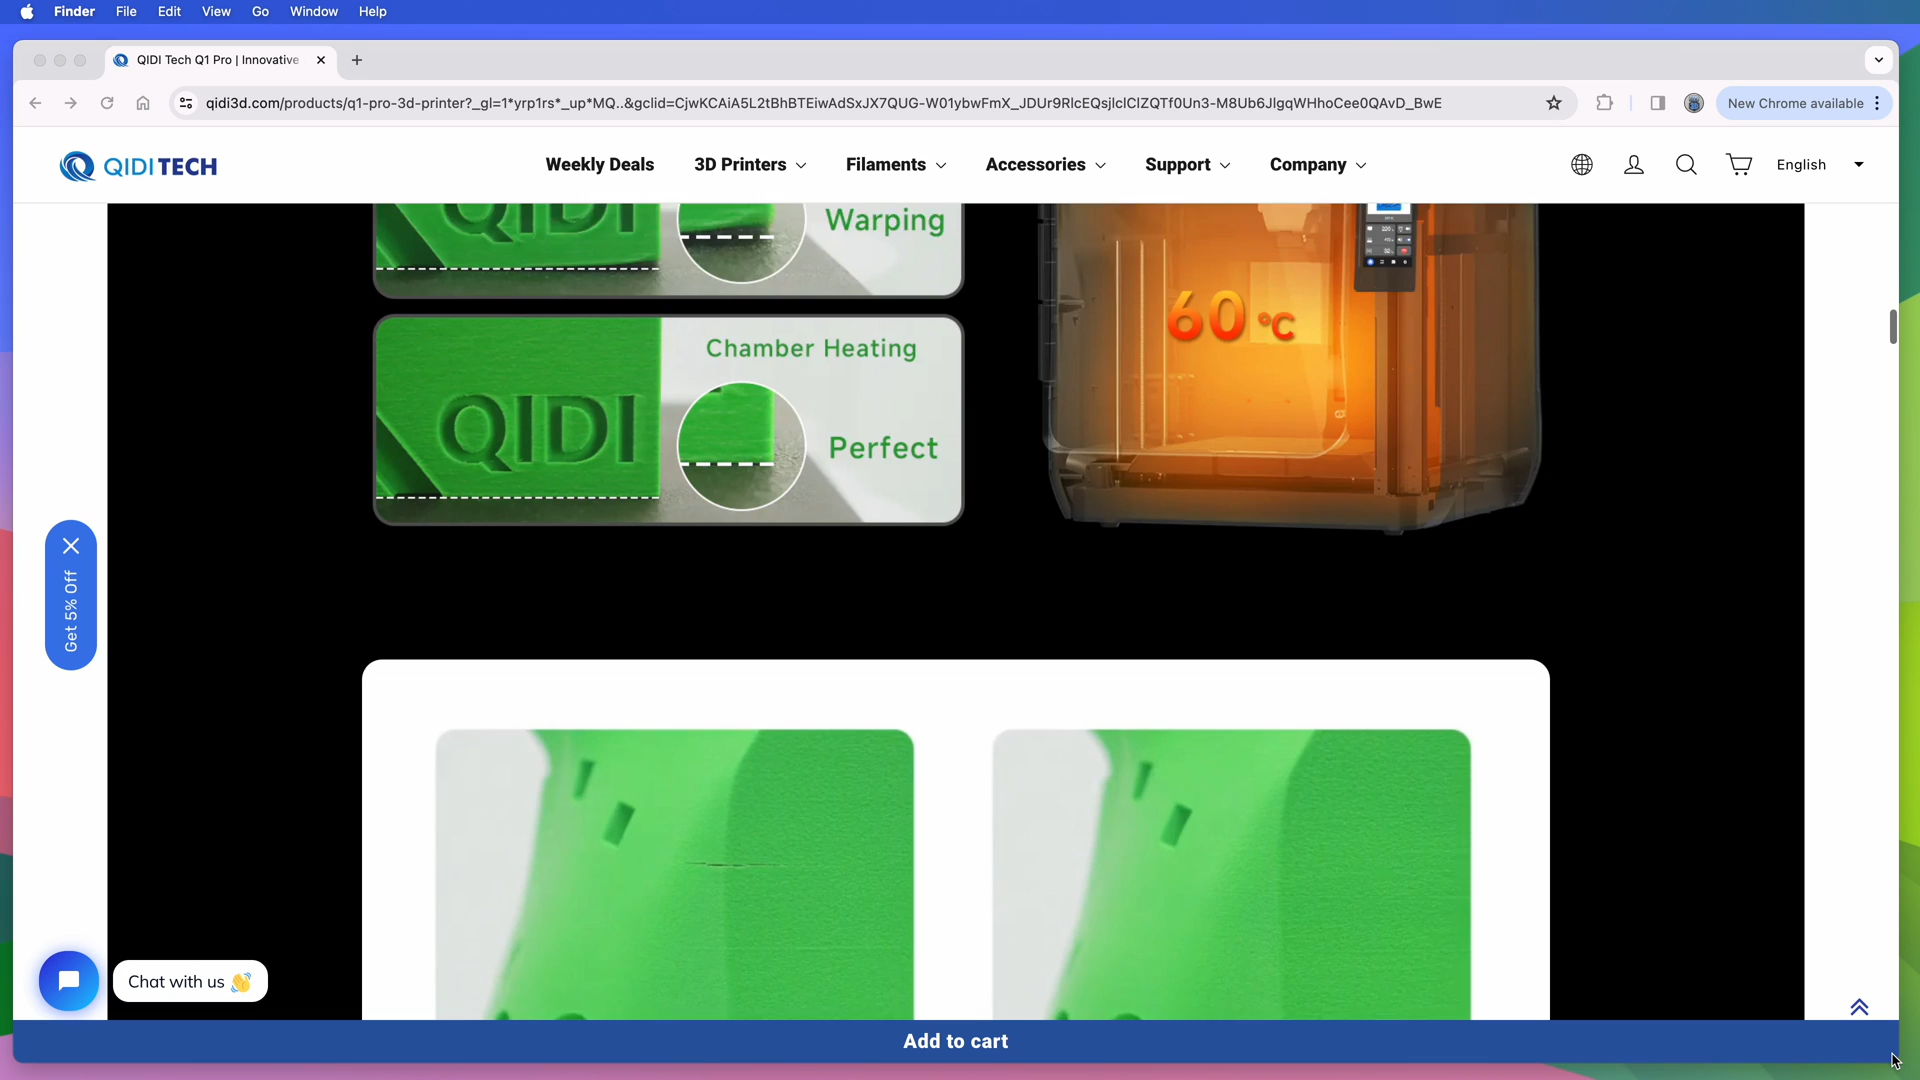 Finder File Edit View Go Window Help
QIDI Tech Q1 Pro | Innovative
qidi3d.com/products/q1-pro-3d-printer?_gl=1*yrp1rs*_up*MQ..&gclid=CjwKCAiA5L2tBhBTEiwAdSxJX7QUG-W01ybwFmX_JDUr9RlcEQsjlclCIZQTf0Un3-M8Ub6JlgqWHhoCee0QAvD_BwE
New Chrome available
QIDI TECH
Weekly Deals 3D Printers Filaments Accessories Support Company
English
QIDI
Warping
60 °C
Chamber Heating
QIDI
Perfect
Get 5% Off
Chat with us 👋
Add to cart